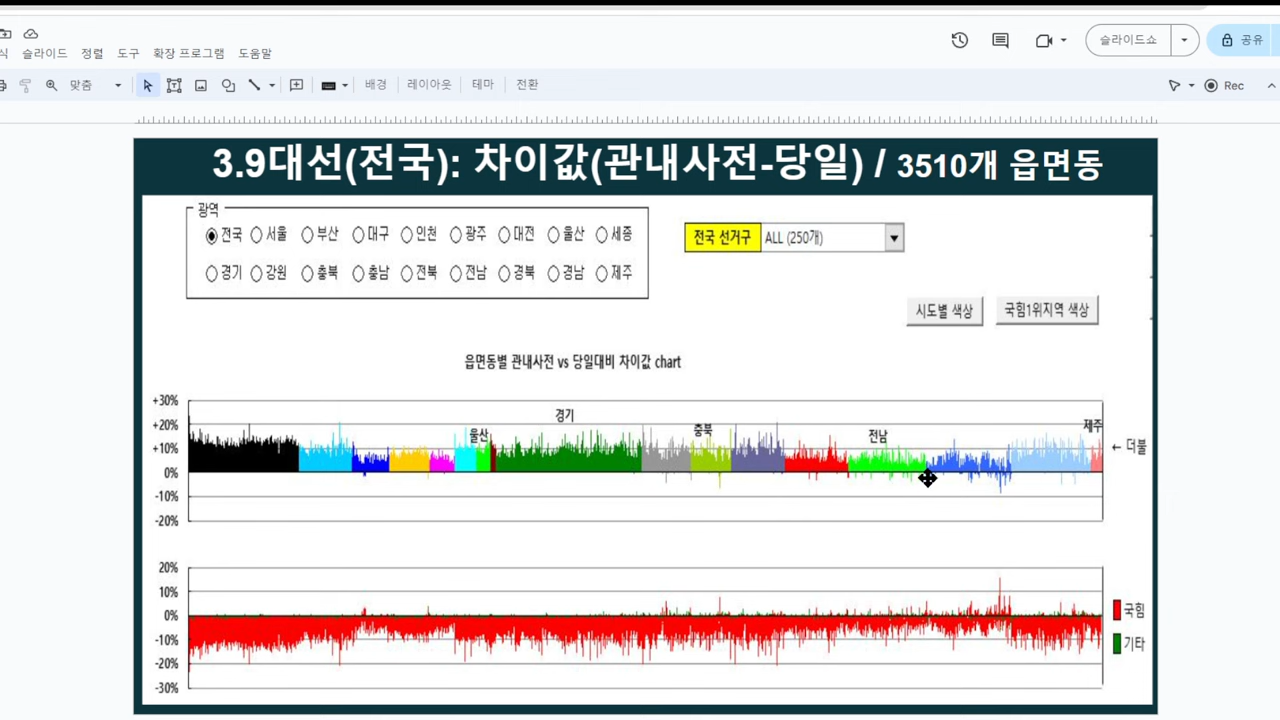 슬라이드쇼
공유
식 슬라이드 정렬 도구 확장 프로그램 도움말
맞춤 배경 레이아웃 테마 전환 Rec
3.9대선(전국): 차이값(관내사전-당일) / 3510개 읍면동
광역
전국 서울 부산 대구 인천 광주 대전 울산 세종
경기 강원 충북 충남 전북 전남 경북 경남 제주
전국 선거구 ALL (250개)
시도별 색상 국힘1위지역 색상
읍면동별 관내사전 vs 당일대비 차이값 chart
+30%
+20%
+10%
0%
-10%
-20%
울산
경기
충북
전남
제주
← 더불
20%
10%
0%
-10%
-20%
-30%
국힘
기타